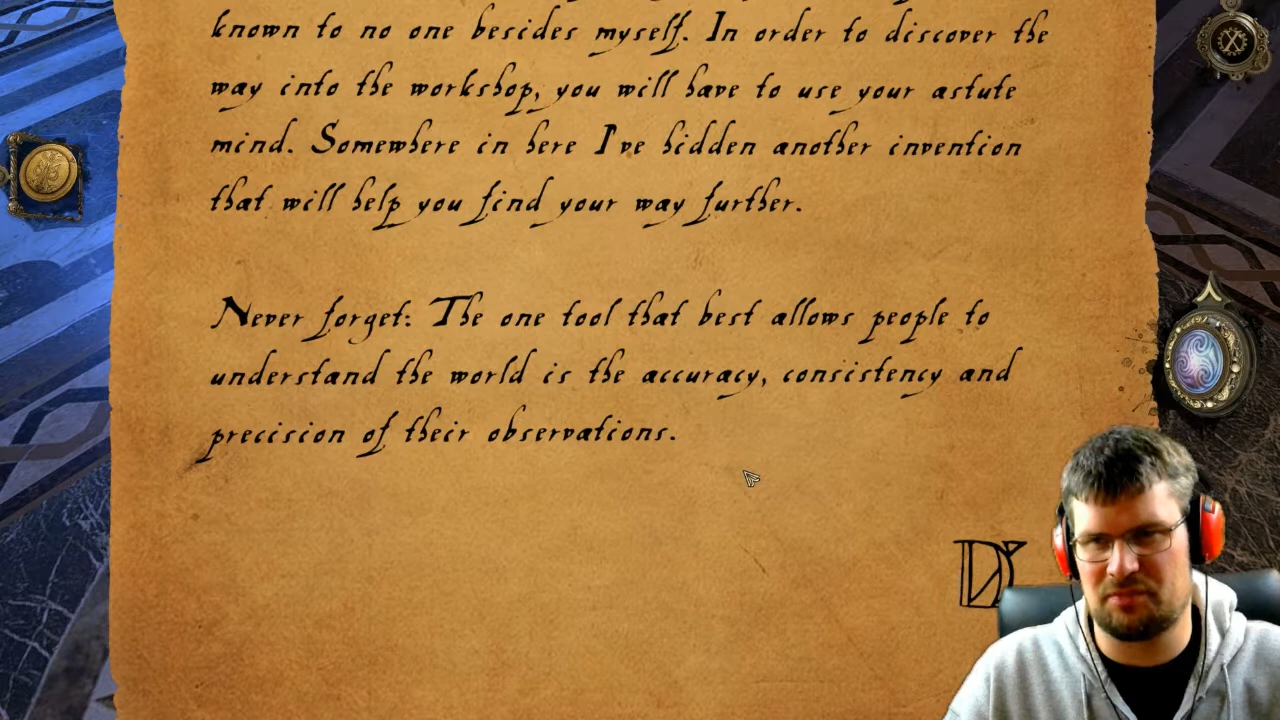 known to no one besides myself. In order to discover the
way into the workshop, you will have to use your astute
mind. Somewhere in here I've hidden another invention
that will help you find your way further.
Never forget: The one tool that best allows people to
understand the world is the accuracy, consistency and
precision of their observations.